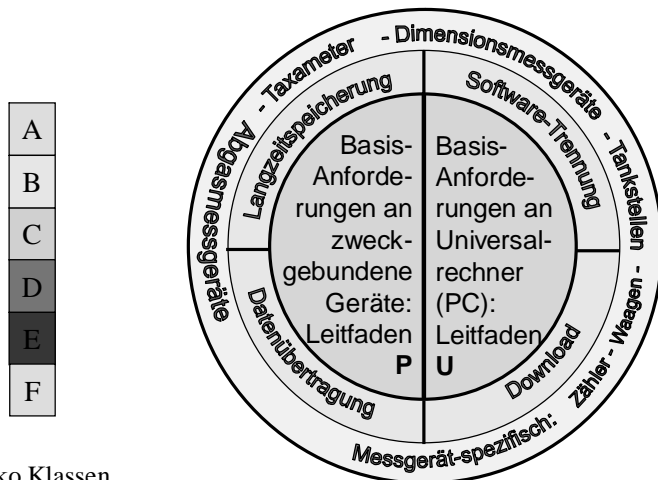 A
B
C
D
E
F
ko Klassen
Messgerät-spezifisch: Zähler - Waagen - Tankstellen - Dimensionsmessgeräte - Taxameter - Abgasmessgeräte
Langzeitspeicherung
Software-Trennung
Datenübertragung
Download
Basis-
Anforde-
rungen an
zweck-
gebundene
Geräte:
Leitfaden
P
Basis-
Anforde-
rungen an
Universal-
rechner
(PC):
Leitfaden
U